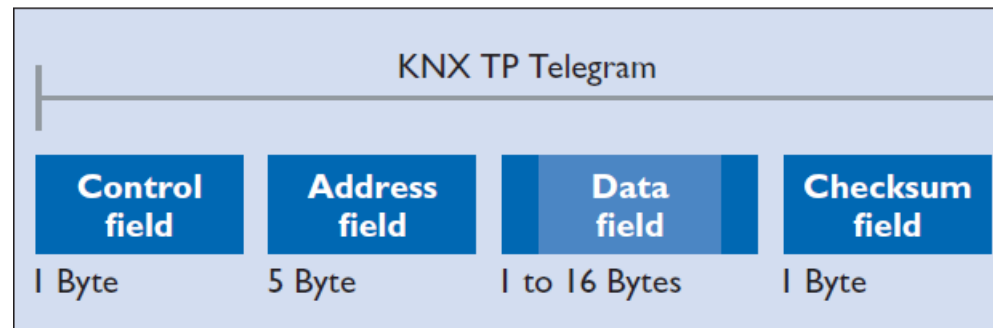 KNX TP Telegram
Control
field
Address
field
Data
field
Checksum
field
1 Byte
5 Byte
1 to 16 Bytes
1 Byte